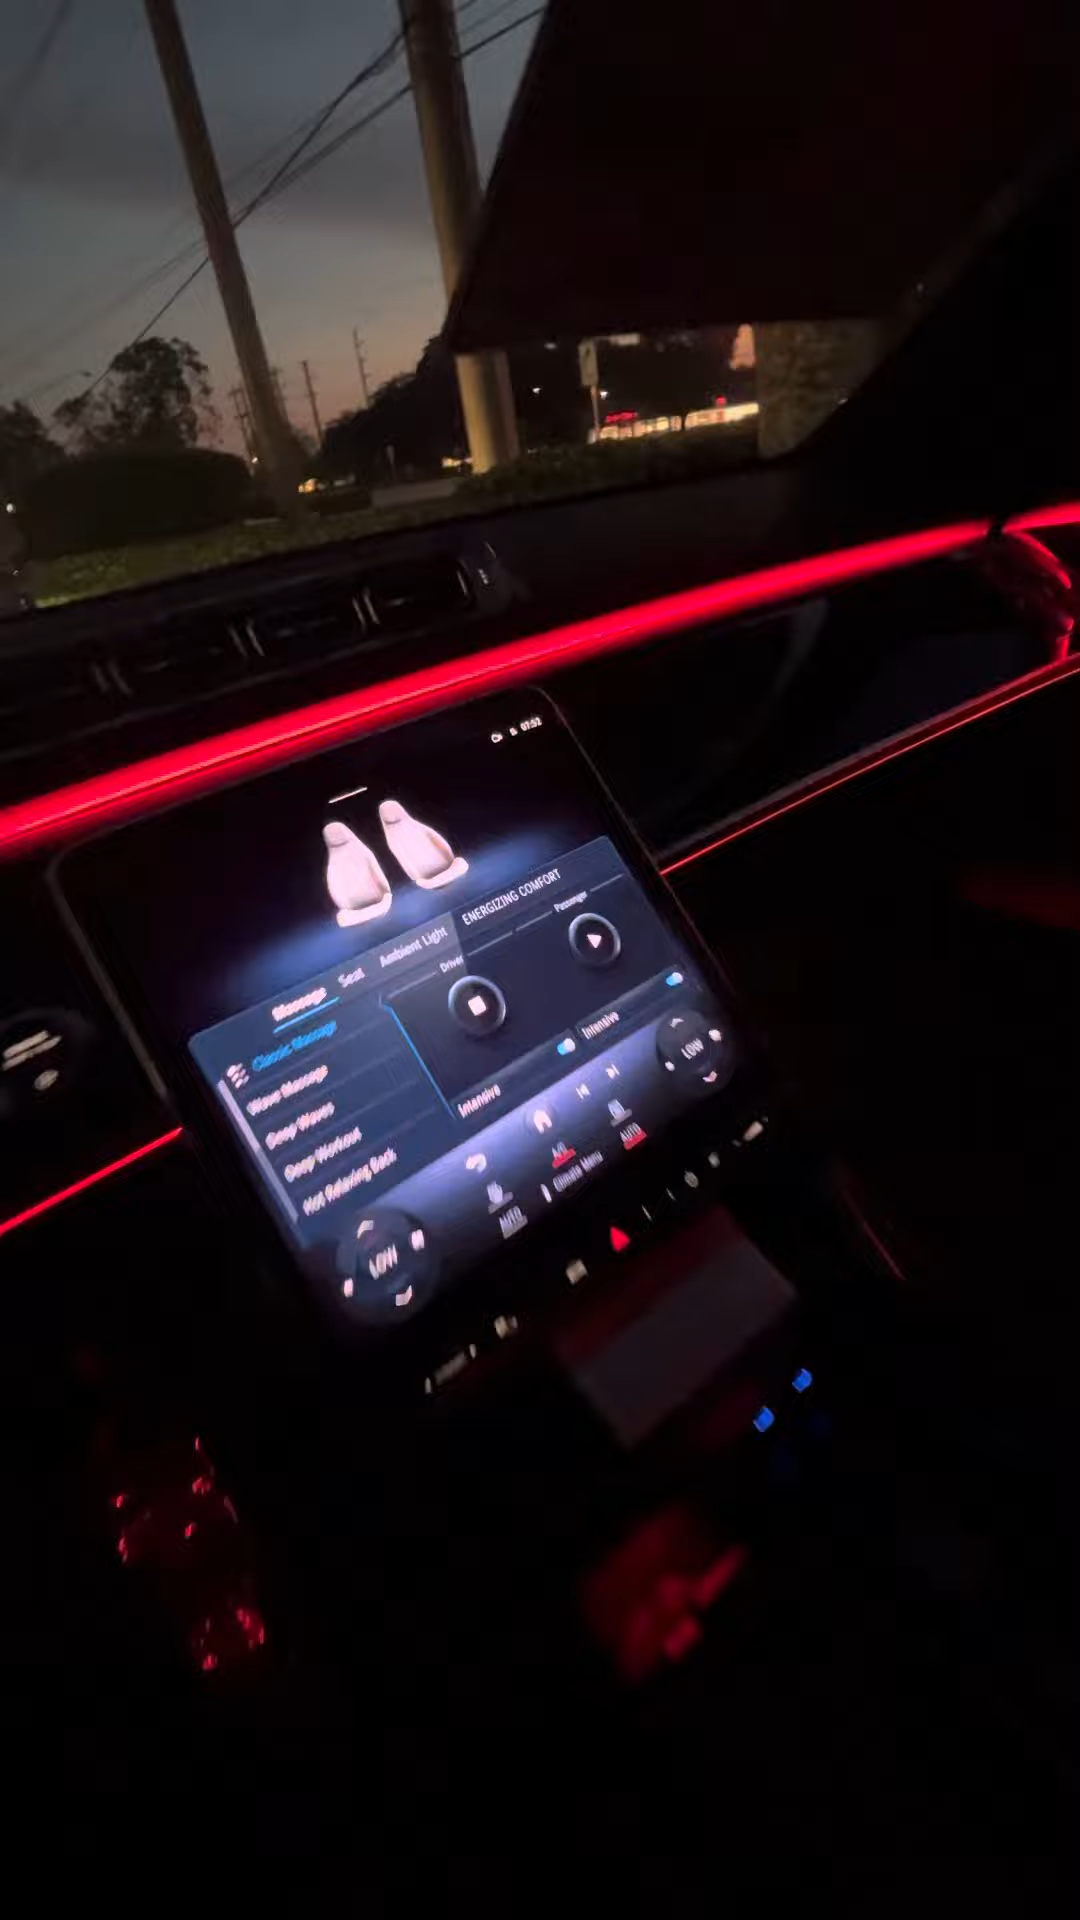 07:52
ENERGIZING COMFORT
Massage Seat Ambient Light
Driver
Passenger
Classic Massage
Wave Massage
Deep Waves
Deep Workout
Hot Relaxing Back
Intensive
Intensive
LOW
LOW
A/C
AUTO
AUTO
Climate Menu